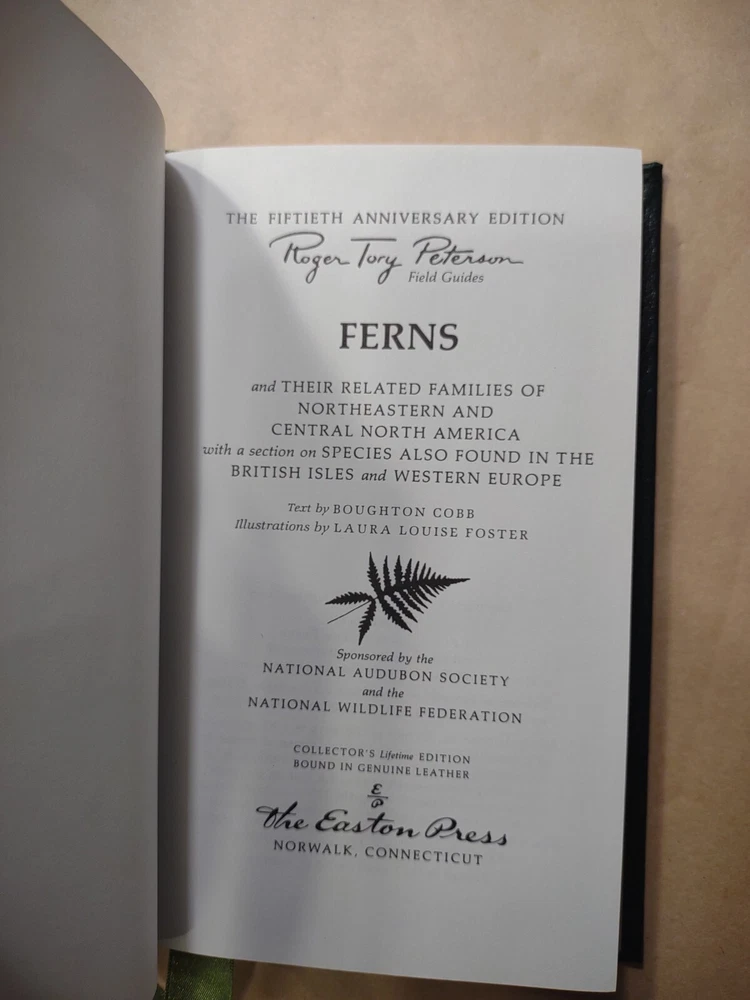 THE FIFTIETH ANNIVERSARY EDITION
Roger Tory Peterson
Field Guides
FERNS
and THEIR RELATED FAMILIES OF
NORTHEASTERN AND
CENTRAL NORTH AMERICA
with a section on SPECIES ALSO FOUND IN THE
BRITISH ISLES and WESTERN EUROPE
Text by BOUGHTON COBB
Illustrations by LAURA LOUISE FOSTER
Sponsored by the
NATIONAL AUDUBON SOCIETY
and the
NATIONAL WILDLIFE FEDERATION
COLLECTOR'S Lifetime EDITION
BOUND IN GENUINE LEATHER
E
P
The Easton Press
NORWALK, CONNECTICUT